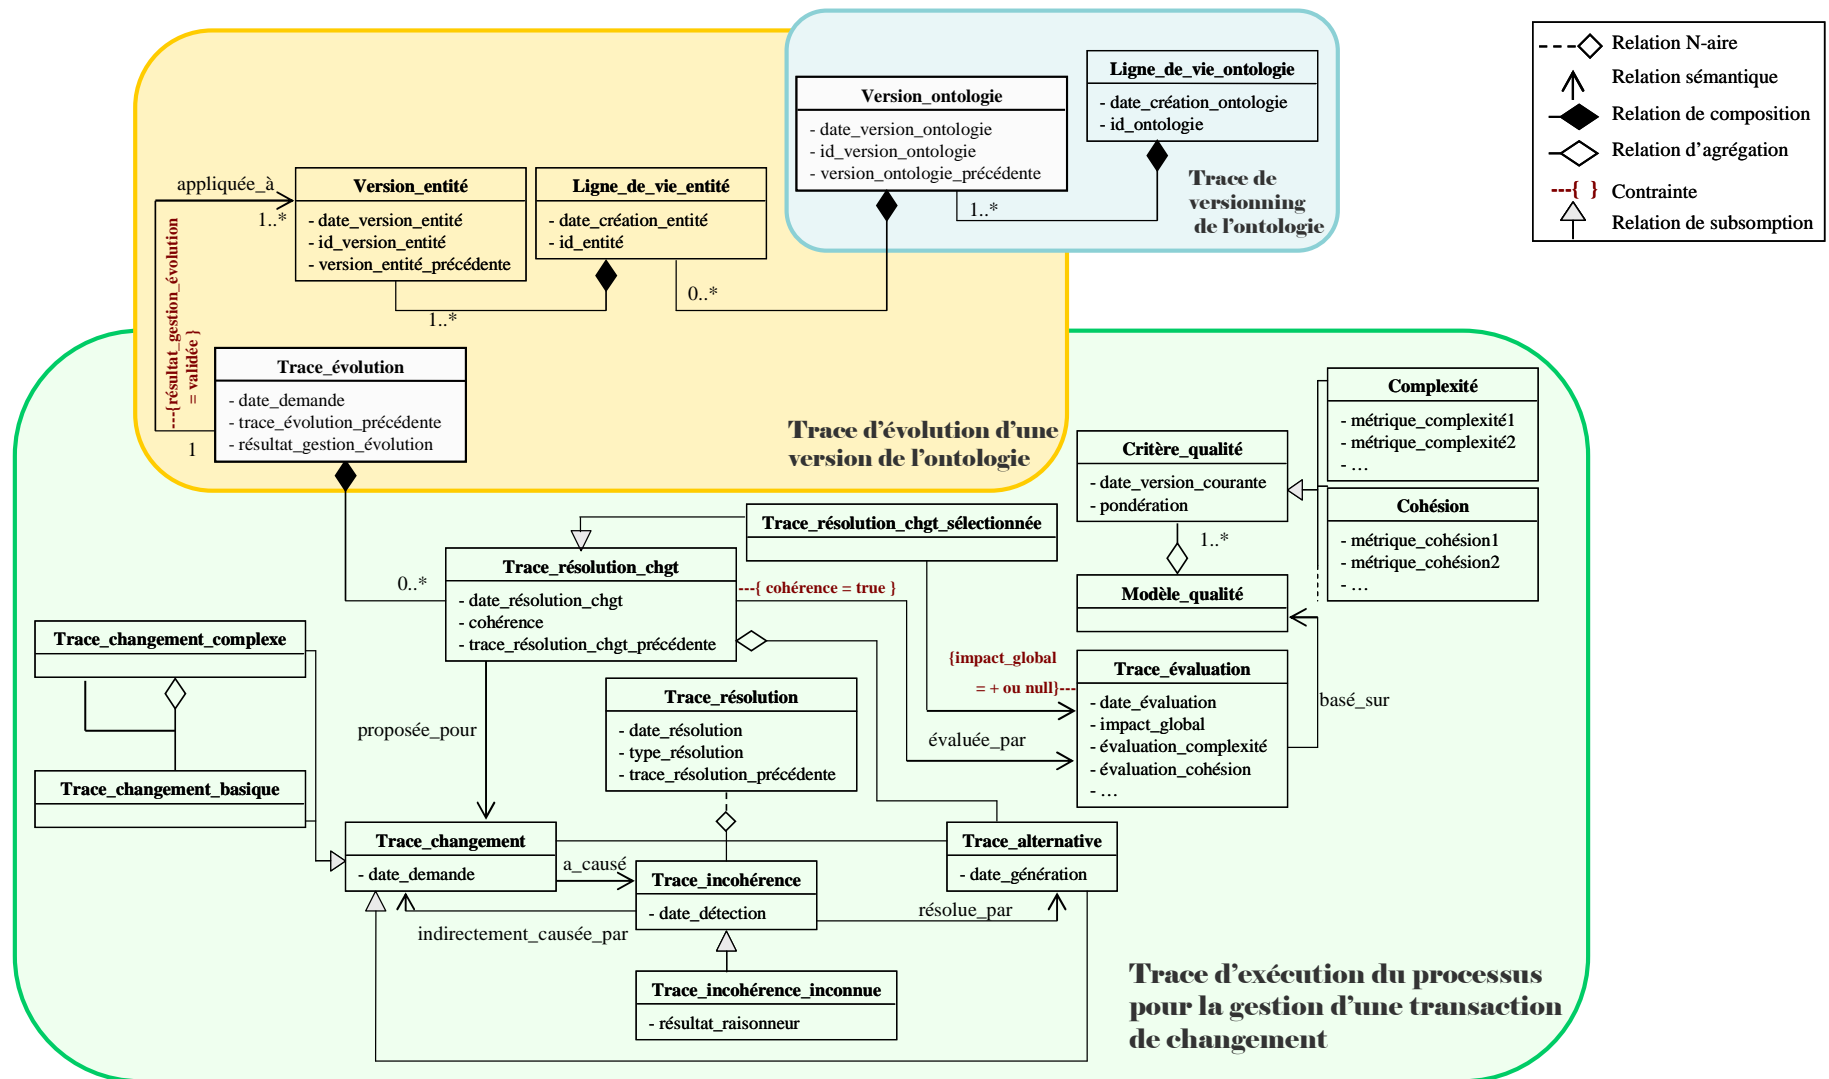 Ligne_de_vie_ontologie
- date_création_ontologie
- id_ontologie
Version_ontologie
- date_version_ontologie
- id_version_ontologie
- version_ontologie_précédente
1..*
Trace de
versionning
de l'ontologie
Relation N-aire
Relation sémantique
Relation de composition
Relation d'agrégation
---{ } Contrainte
Relation de subsomption
appliquée_à
1..*
Version_entité
- date_version_entité
- id_version_entité
- version_entité_précédente
Ligne_de_vie_entité
- date_création_entité
- id_entité
0..*
1..*
---{résultat_gestion_évolution
= validée }
1
Trace_évolution
- date_demande
- trace_évolution_précédente
- résultat_gestion_évolution
Trace d'évolution d'une
version de l'ontologie
Complexité
- métrique_complexité1
- métrique_complexité2
- ...
Critère_qualité
- date_version_courante
- pondération
Cohésion
- métrique_cohésion1
- métrique_cohésion2
- ...
1..*
Modèle_qualité
Trace_résolution_chgt_sélectionnée
Trace_résolution_chgt
- date_résolution_chgt
- cohérence
- trace_résolution_chgt_précédente
0..*
---{ cohérence = true }
Trace_changement_complexe
Trace_changement_basique
proposée_pour
Trace_résolution
- date_résolution
- type_résolution
- trace_résolution_précédente
{impact_global
= + ou null}---
évaluée_par
Trace_évaluation
- date_évaluation
- impact_global
- évaluation_complexité
- évaluation_cohésion
- ...
basé_sur
Trace_changement
- date_demande
a_causé
Trace_incohérence
- date_détection
indirectement_causée_par
résolue_par
Trace_alternative
- date_génération
Trace_incohérence_inconnue
- résultat_raisonneur
Trace d'exécution du processus
pour la gestion d'une transaction
de changement